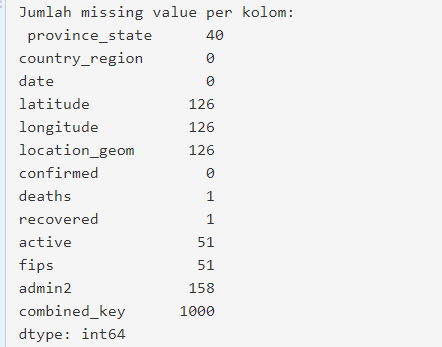 Jumlah missing value per kolom:
province_state 40
country_region 0
date 0
latitude 126
longitude 126
location_geom 126
confirmed 0
deaths 1
recovered 1
active 51
fips 51
admin2 158
combined_key 1000
dtype: int64